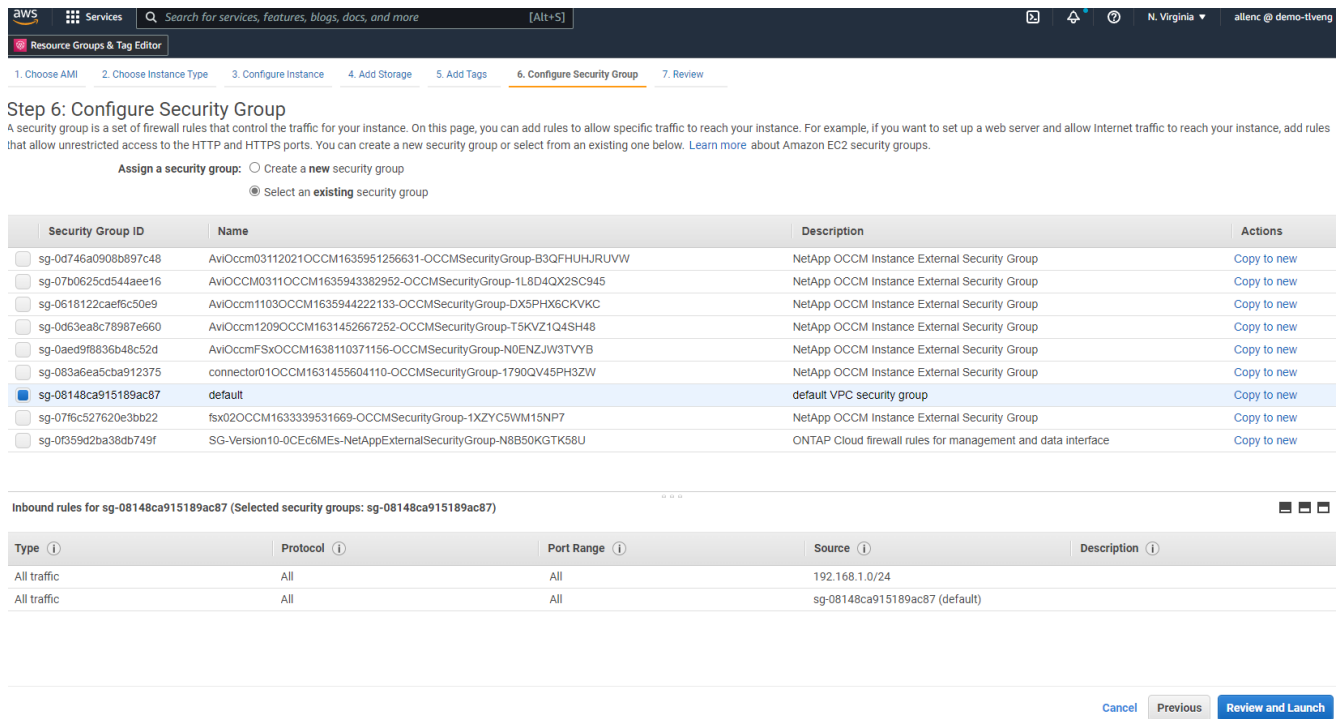 aws Services Search for services, features, blogs, docs, and more [Alt+S] N. Virginia ▼ allenc @ demo-tlveng
Resource Groups & Tag Editor
1. Choose AMI 2. Choose Instance Type 3. Configure Instance 4. Add Storage 5. Add Tags 6. Configure Security Group 7. Review
Step 6: Configure Security Group
A security group is a set of firewall rules that control the traffic for your instance. On this page, you can add rules to allow specific traffic to reach your instance. For example, if you want to set up a web server and allow Internet traffic to reach your instance, add rules
that allow unrestricted access to the HTTP and HTTPS ports. You can create a new security group or select from an existing one below. Learn more about Amazon EC2 security groups.
Assign a security group: Create a new security group
Select an existing security group
Security Group ID Name Description Actions
sg-0d746a0908b897c48 AviOccm03112021OCCM1635951256631-OCCMSecurityGroup-B3QFHUHJRUVW NetApp OCCM Instance External Security Group Copy to new
sg-07b0625cd544aee16 AviOCCM0311OCCM1635943382952-OCCMSecurityGroup-1L8D4QX2SC945 NetApp OCCM Instance External Security Group Copy to new
sg-0618122caef6c50e9 AviOccm1103OCCM1635944222133-OCCMSecurityGroup-DX5PHX6CKVKC NetApp OCCM Instance External Security Group Copy to new
sg-0d63ea8c78987e660 AviOccm1209OCCM1631452667252-OCCMSecurityGroup-T5KVZ1Q4SH48 NetApp OCCM Instance External Security Group Copy to new
sg-0aed9f8836b48c52d AviOccmFSxOCCM1638110371156-OCCMSecurityGroup-N0ENZJW3TVYB NetApp OCCM Instance External Security Group Copy to new
sg-083a6ea5cba912375 connector01OCCM1631455604110-OCCMSecurityGroup-1790QV45PH3ZW NetApp OCCM Instance External Security Group Copy to new
sg-08148ca915189ac87 default default VPC security group Copy to new
sg-07f6c527620e3bb22 fsx02OCCM1633339531669-OCCMSecurityGroup-1XZYC5WM15NP7 NetApp OCCM Instance External Security Group Copy to new
sg-0f359d2ba38db749f SG-Version10-0CEc6MEs-NetAppExternalSecurityGroup-N8B50KGTK58U ONTAP Cloud firewall rules for management and data interface Copy to new
Inbound rules for sg-08148ca915189ac87 (Selected security groups: sg-08148ca915189ac87)
Type Protocol Port Range Source Description
All traffic All All 192.168.1.0/24
All traffic All All sg-08148ca915189ac87 (default)
Cancel Previous Review and Launch